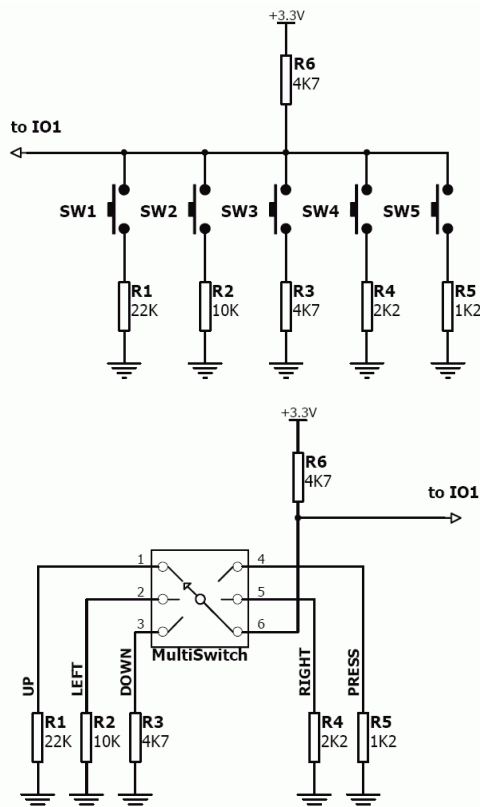 +3.3V
R6
4K7
to IO1
SW1 SW2 SW3 SW4 SW5
R1 R2 R3 R4 R5
22K 10K 4K7 2K2 1K2
+3.3V
R6
4K7
to IO1
1 4
2 5
3 6
MultiSwitch
UP LEFT DOWN RIGHT PRESS
R1 R2 R3 R4 R5
22K 10K 4K7 2K2 1K2